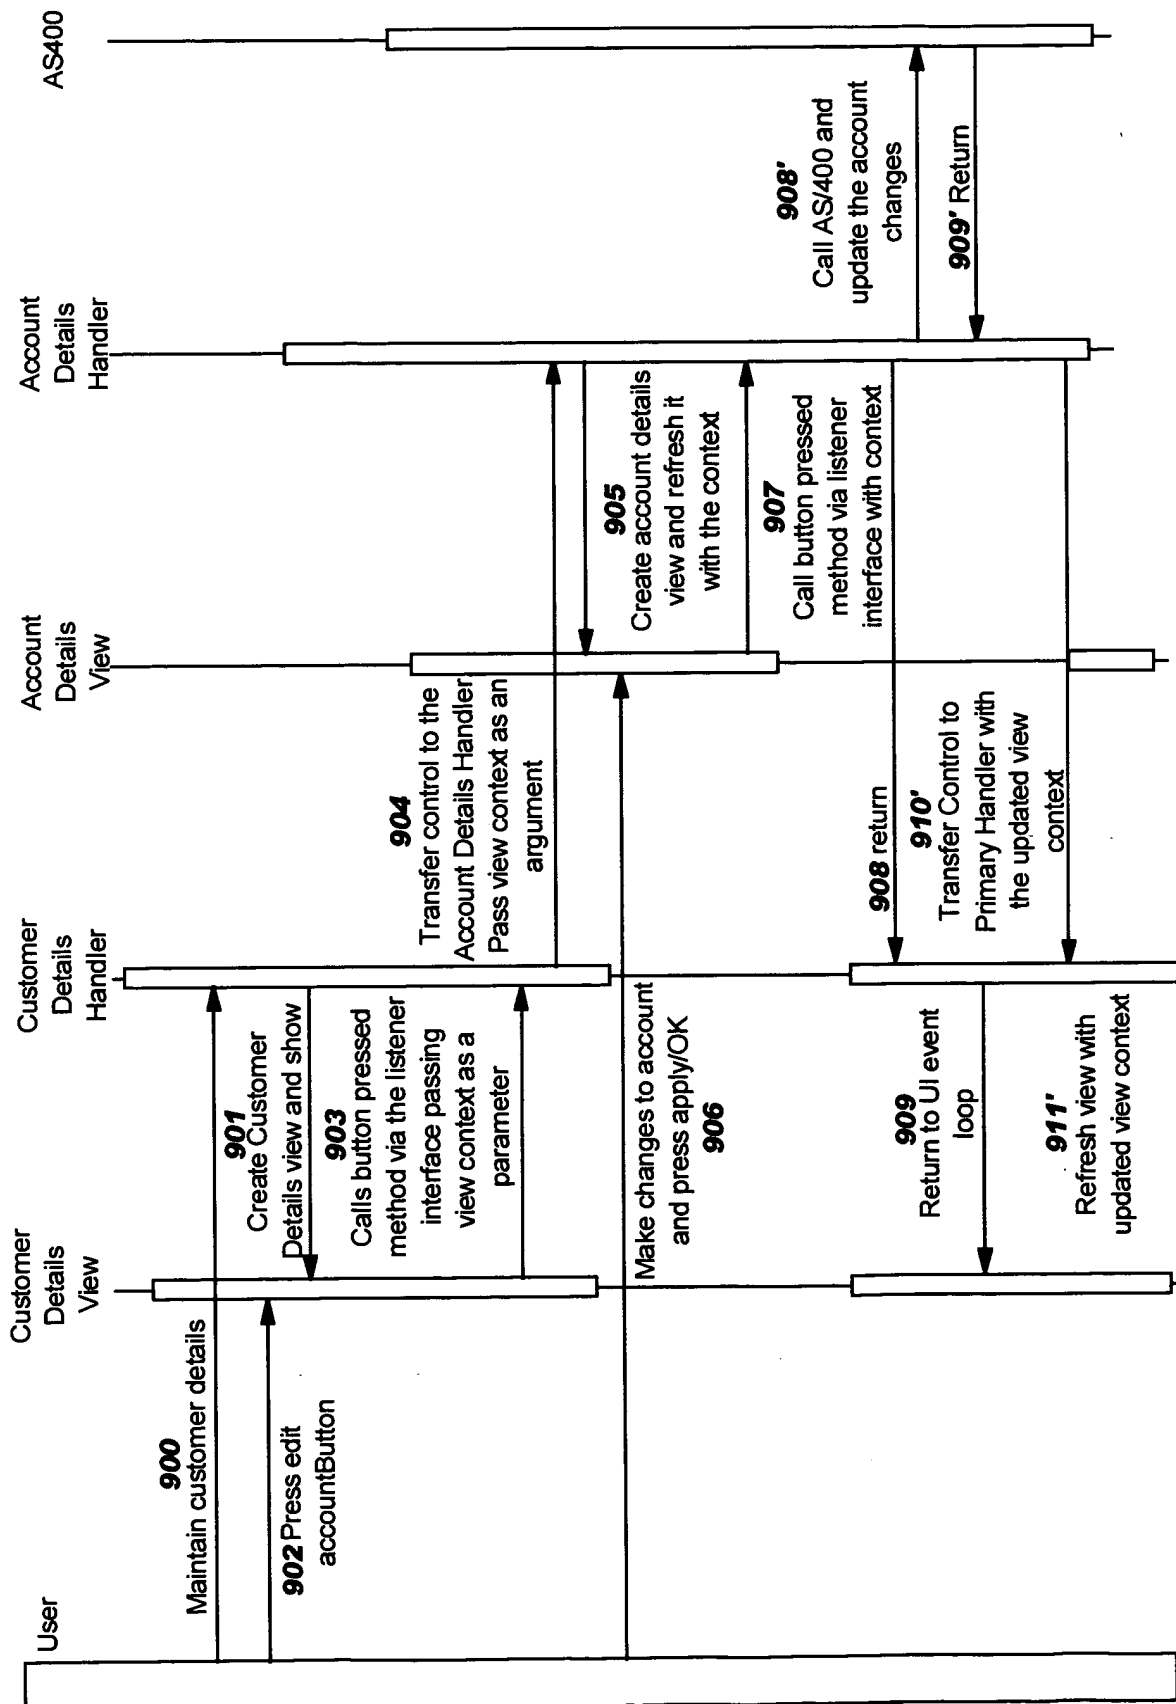 User
Customer
Details
View
Customer
Details
Handler
Account
Details
View
Account
Details
Handler
AS400
900
Maintain customer details
901
Create Customer
Details view and show
902 Press edit
accountButton
903
Calls button pressed
method via the listener
interface passing
view context as a
parameter
904
Transfer control to the
Account Details Handler
Pass view context as an
argument
905
Create account details
view and refresh it
with the context
Make changes to account
and press apply/OK
906
907
Call button pressed
method via listener
interface with context
908 return
908'
Call AS/400 and
update the account
changes
909
Return to UI event
loop
909' Return
910'
Transfer Control to
Primary Handler with
the updated view
context
911'
Refresh view with
updated view context